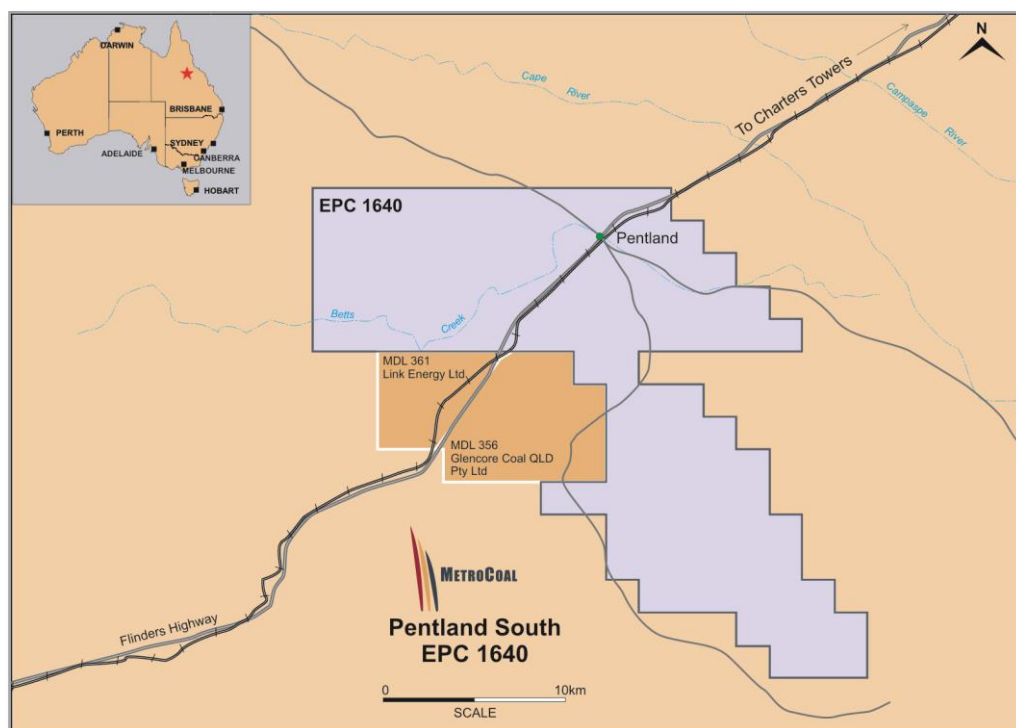 DARWIN
BRISBANE
PERTH
SYDNEY
ADELAIDE
CANBERRA
MELBOURNE
HOBART
N
Cape
River
To Charters Towers
Campaspe
River
EPC 1640
Pentland
Betts
Creek
MDL 361
Link Energy Ltd.
MDL 356
Glencore Coal QLD
Pty Ltd
METROCOAL
Flinders Highway
Pentland South
EPC 1640
0 10km
SCALE